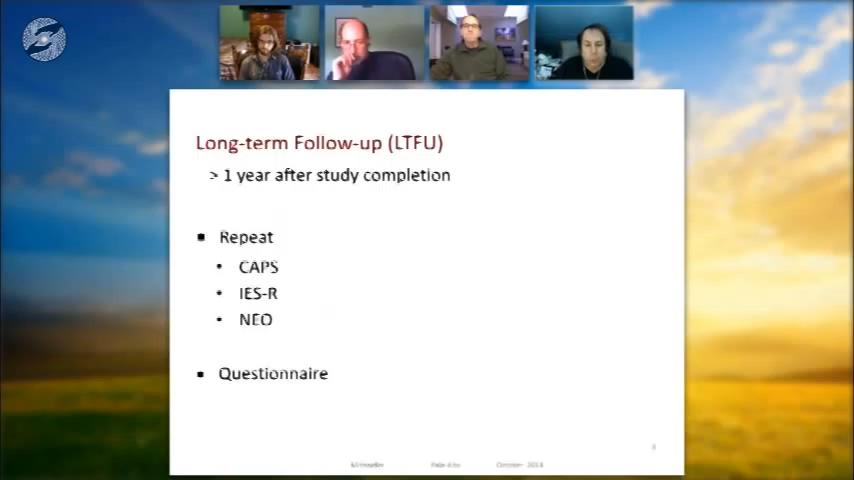 Long-term Follow-up (LTFU)
> 1 year after study completion
▪ Repeat
• CAPS
• IES-R
• NEO
▪ Questionnaire